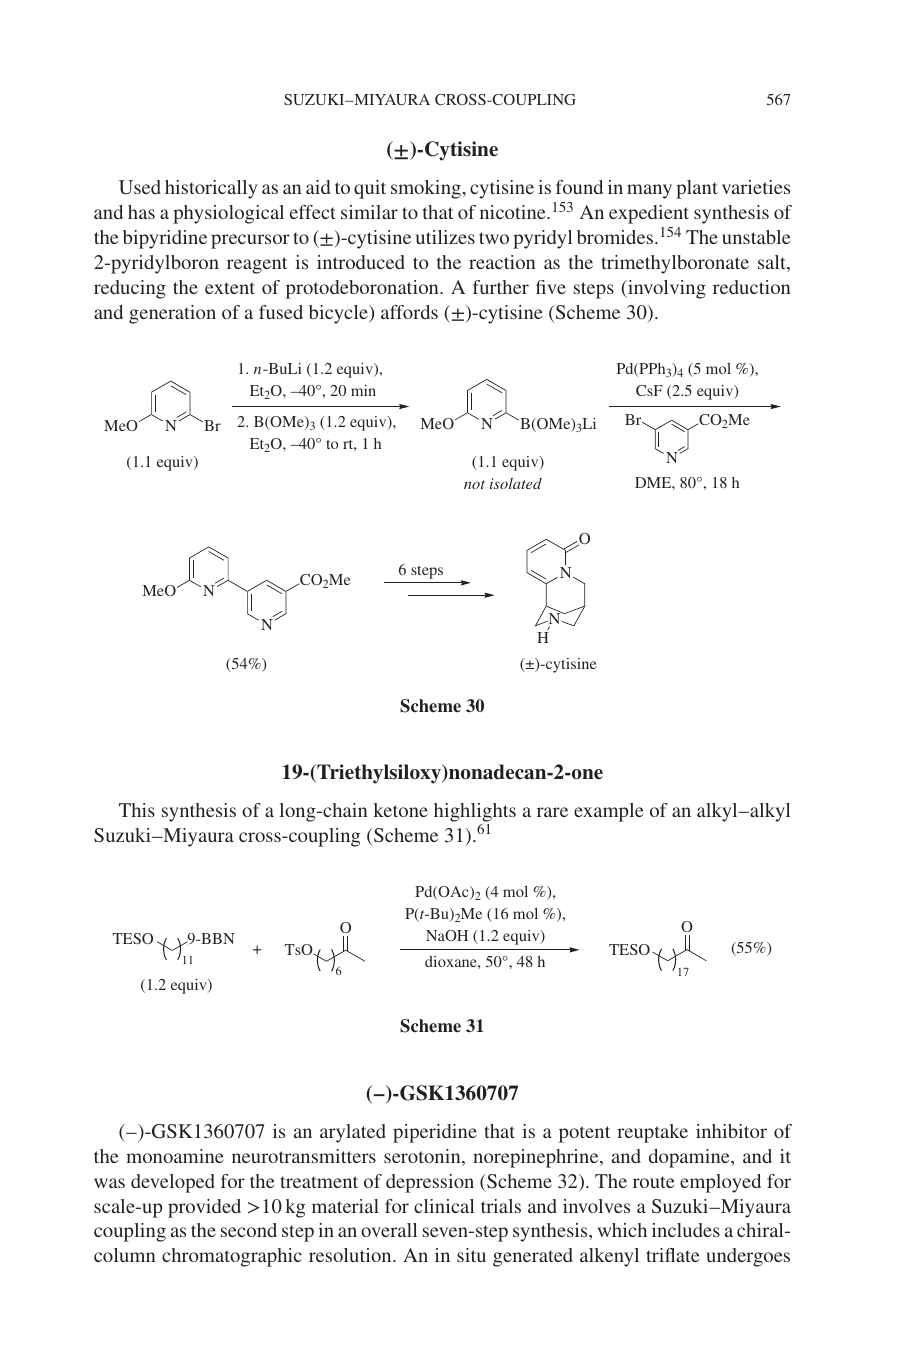 SUZUKI–MIYAURA CROSS-COUPLING 567
(±)-Cytisine
Used historically as an aid to quit smoking, cytisine is found in many plant varieties
and has a physiological effect similar to that of nicotine.153 An expedient synthesis of
the bipyridine precursor to (±)-cytisine utilizes two pyridyl bromides.154 The unstable
2-pyridylboron reagent is introduced to the reaction as the trimethylboronate salt,
reducing the extent of protodeboronation. A further five steps (involving reduction
and generation of a fused bicycle) affords (±)-cytisine (Scheme 30).
1. n-BuLi (1.2 equiv),
Et2O, –40°, 20 min
2. B(OMe)3 (1.2 equiv),
Et2O, –40° to rt, 1 h
MeO N Br
(1.1 equiv)
MeO N B(OMe)3Li
(1.1 equiv)
not isolated
Pd(PPh3)4 (5 mol %),
CsF (2.5 equiv)
Br CO2Me
N
DME, 80°, 18 h
MeO N CO2Me
N
(54%)
6 steps
O
N
N
H
(±)-cytisine
Scheme 30
19-(Triethylsiloxy)nonadecan-2-one
This synthesis of a long-chain ketone highlights a rare example of an alkyl–alkyl
Suzuki–Miyaura cross-coupling (Scheme 31).61
TESO 9-BBN
11
(1.2 equiv)
+
O
TsO
6
Pd(OAc)2 (4 mol %),
P(t-Bu)2Me (16 mol %),
NaOH (1.2 equiv)
dioxane, 50°, 48 h
O
TESO
17
(55%)
Scheme 31
(–)-GSK1360707
(–)-GSK1360707 is an arylated piperidine that is a potent reuptake inhibitor of
the monoamine neurotransmitters serotonin, norepinephrine, and dopamine, and it
was developed for the treatment of depression (Scheme 32). The route employed for
scale-up provided >10 kg material for clinical trials and involves a Suzuki–Miyaura
coupling as the second step in an overall seven-step synthesis, which includes a chiral-
column chromatographic resolution. An in situ generated alkenyl triflate undergoes